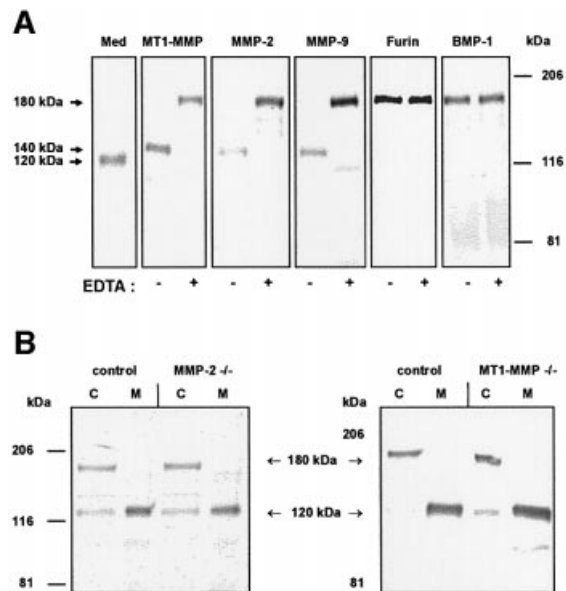 A
Med MT1-MMP MMP-2 MMP-9 Furin BMP-1 kDa
206
180 kDa →
140 kDa →
120 kDa →
116
81
EDTA : - + - + - + - + - +
B
control MMP-2 -/- control MT1-MMP -/-
kDa C M C M C M C M kDa
206 206
← 180 kDa →
← 120 kDa →
116 116
81 81